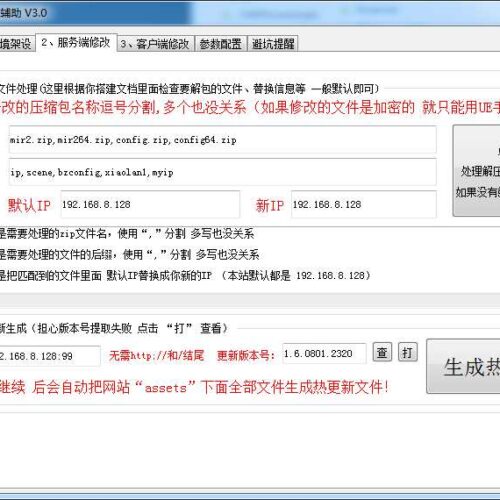 辅助 V3.0
境架设 2、服务端修改 3、客户端修改 参数配置 避坑提醒
文件处理(这里根据你搭建文档里面检查要解包的文件、替换信息等 一般默认即可)
改的压缩包名称逗号分割,多个也没关系（如果修改的文件是加密的 就只能用UE手
mir2.zip,mir264.zip,config.zip,config64.zip
ip,scene,bzconfig,xiaolan1,myip
处理解压
如果没有
默认IP 192.168.8.128 新IP 192.168.8.128
是需要处理的zip文件名，使用“,”分割 多写也没关系
是需要处理的文件的后缀，使用“,”分割 多写也没关系
是把匹配到的文件里面 默认IP替换成你新的IP （本站默认都是 192.168.8.128）
新生成（担心版本号提取失败 点击 “打” 查看）
2.168.8.128:99 无需http://和/结尾 更新版本号： 1.6.0801.2320 查 打
生成热
继续 后会自动把网站“assets”下面全部文件生成热更新文件!